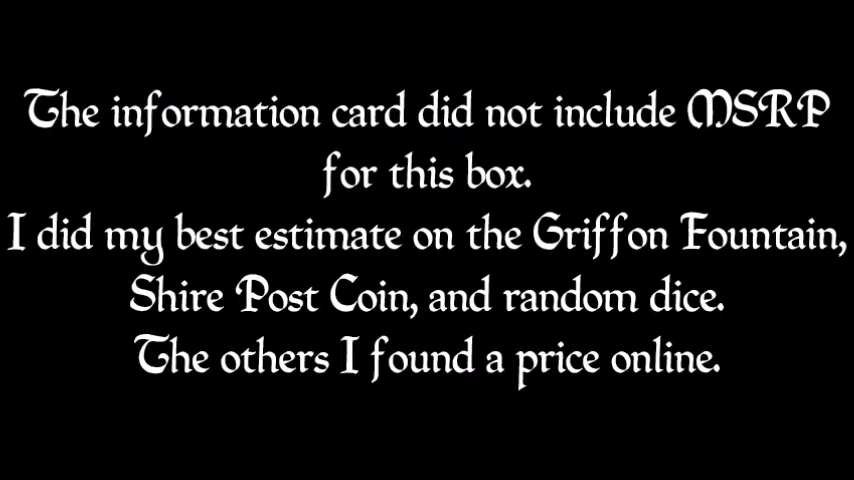 The information card did not include MSRP
for this box.
I did my best estimate on the Griffon Fountain,
Shire Post Coin, and random dice.
The others I found a price online.